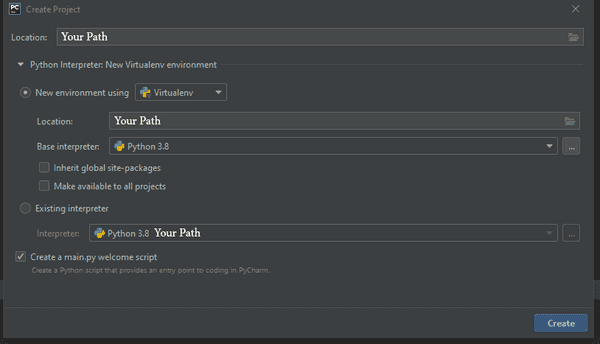 PC
Create Project
Location: Your Path
Python Interpreter: New Virtualenv environment
New environment using Virtualenv
Location: Your Path
Base interpreter: Python 3.8 ...
Inherit global site-packages
Make available to all projects
Existing interpreter
Interpreter: Python 3.8 Your Path ...
Create a main.py welcome script
Create a Python script that provides an entry point to coding in PyCharm.
Create